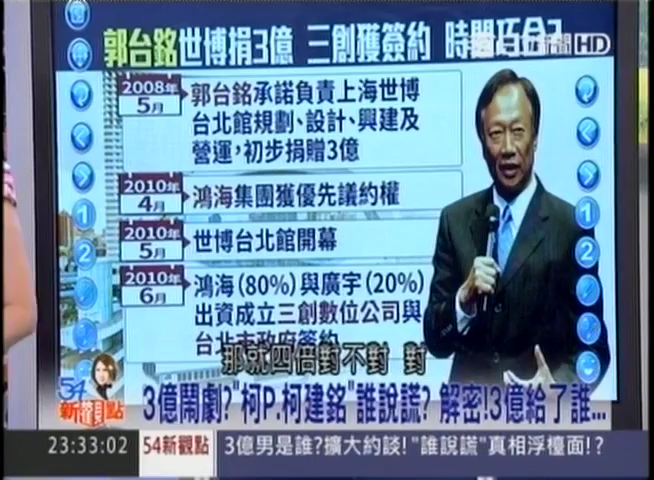 郭台銘世博捐3億 三創獲簽約 時間巧合?
HD
2008年
5月
郭台銘承諾負責上海世博
台北館規劃、設計、興建及
營運，初步捐贈3億
2010年
4月
鴻海集團獲優先議約權
2010年
5月
世博台北館開幕
2010年
6月
鴻海(80%)與廣宇(20%)
出資成立三創數位公司與
台北市政府簽約
1
2
1
2
那就四倍對不對 對
54
新觀點
3億鬧劇?"柯P.柯建銘"誰說謊? 解密!3億給了誰...
23:33:02
54新觀點
3億男是誰?擴大約談!"誰說謊"真相浮檯面!?